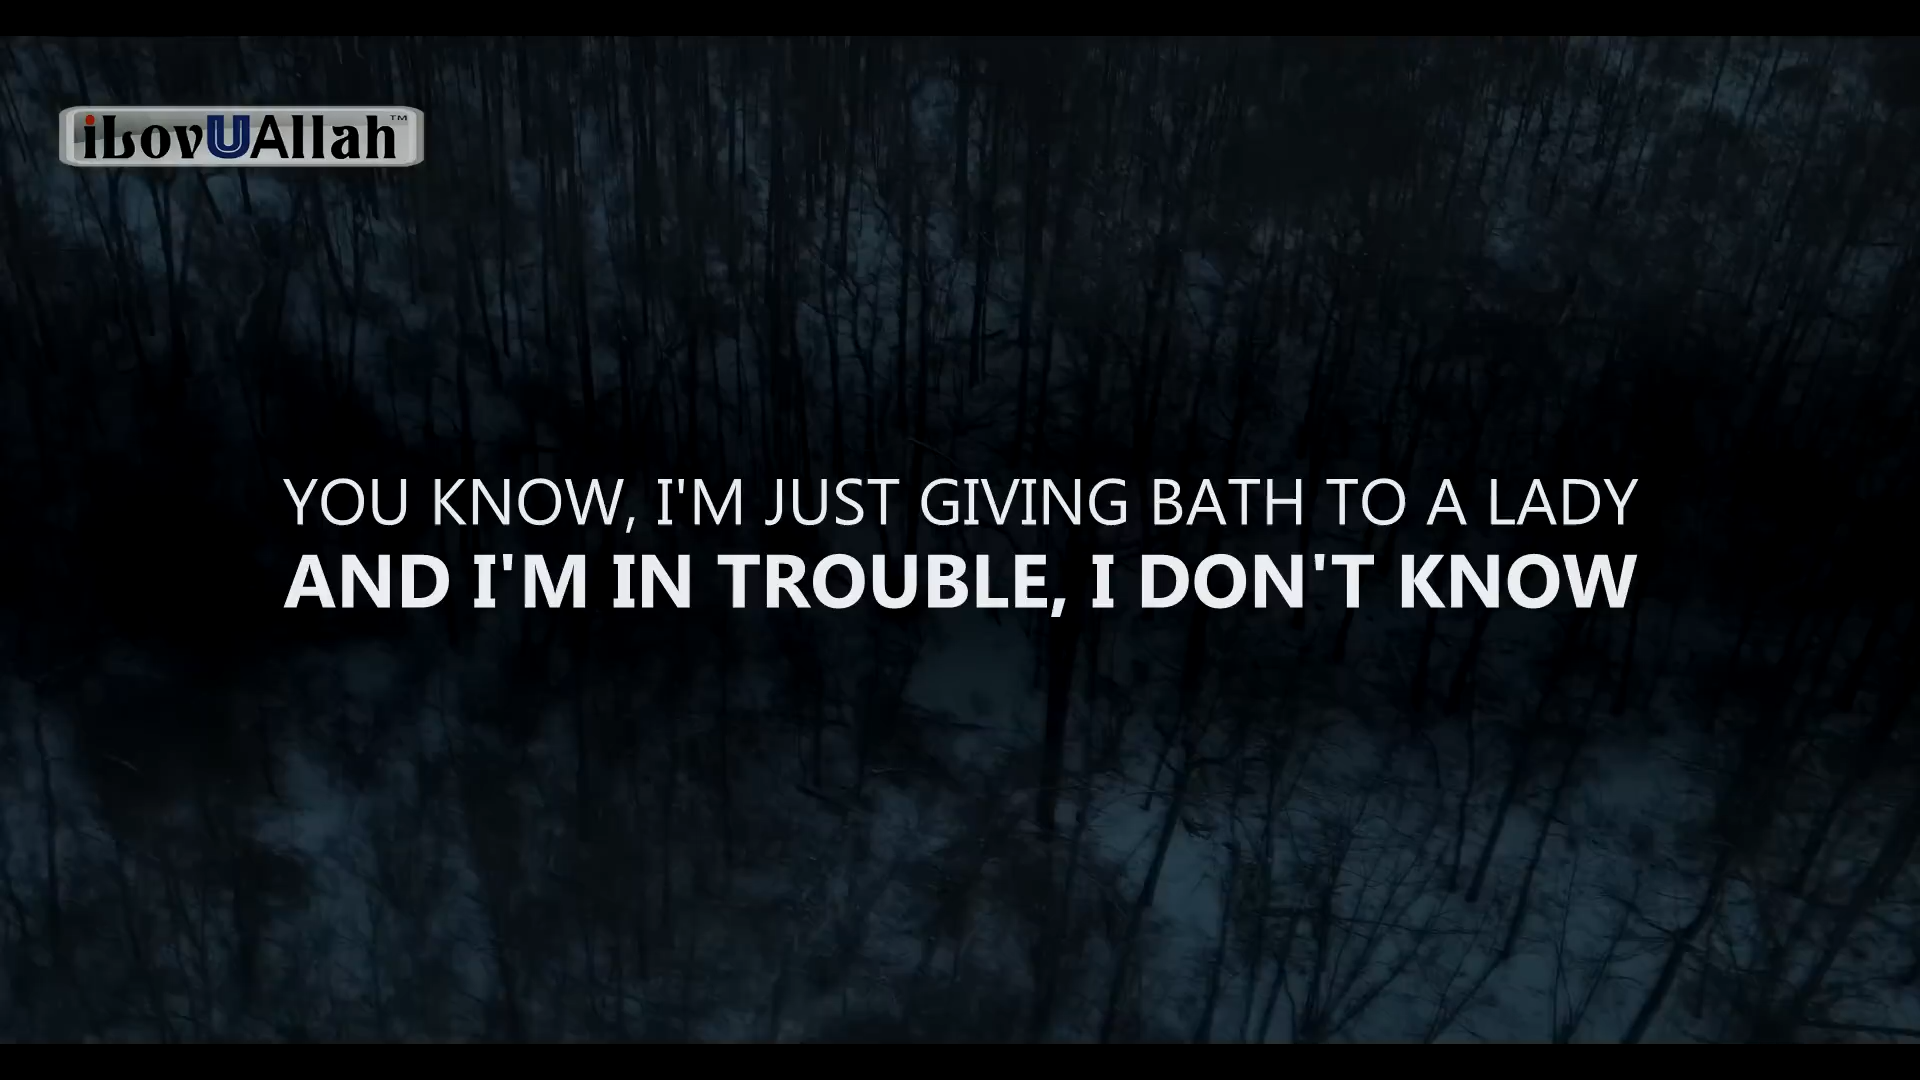 iLovUAllah™
YOU KNOW, I'M JUST GIVING BATH TO A LADY
AND I'M IN TROUBLE, I DON'T KNOW